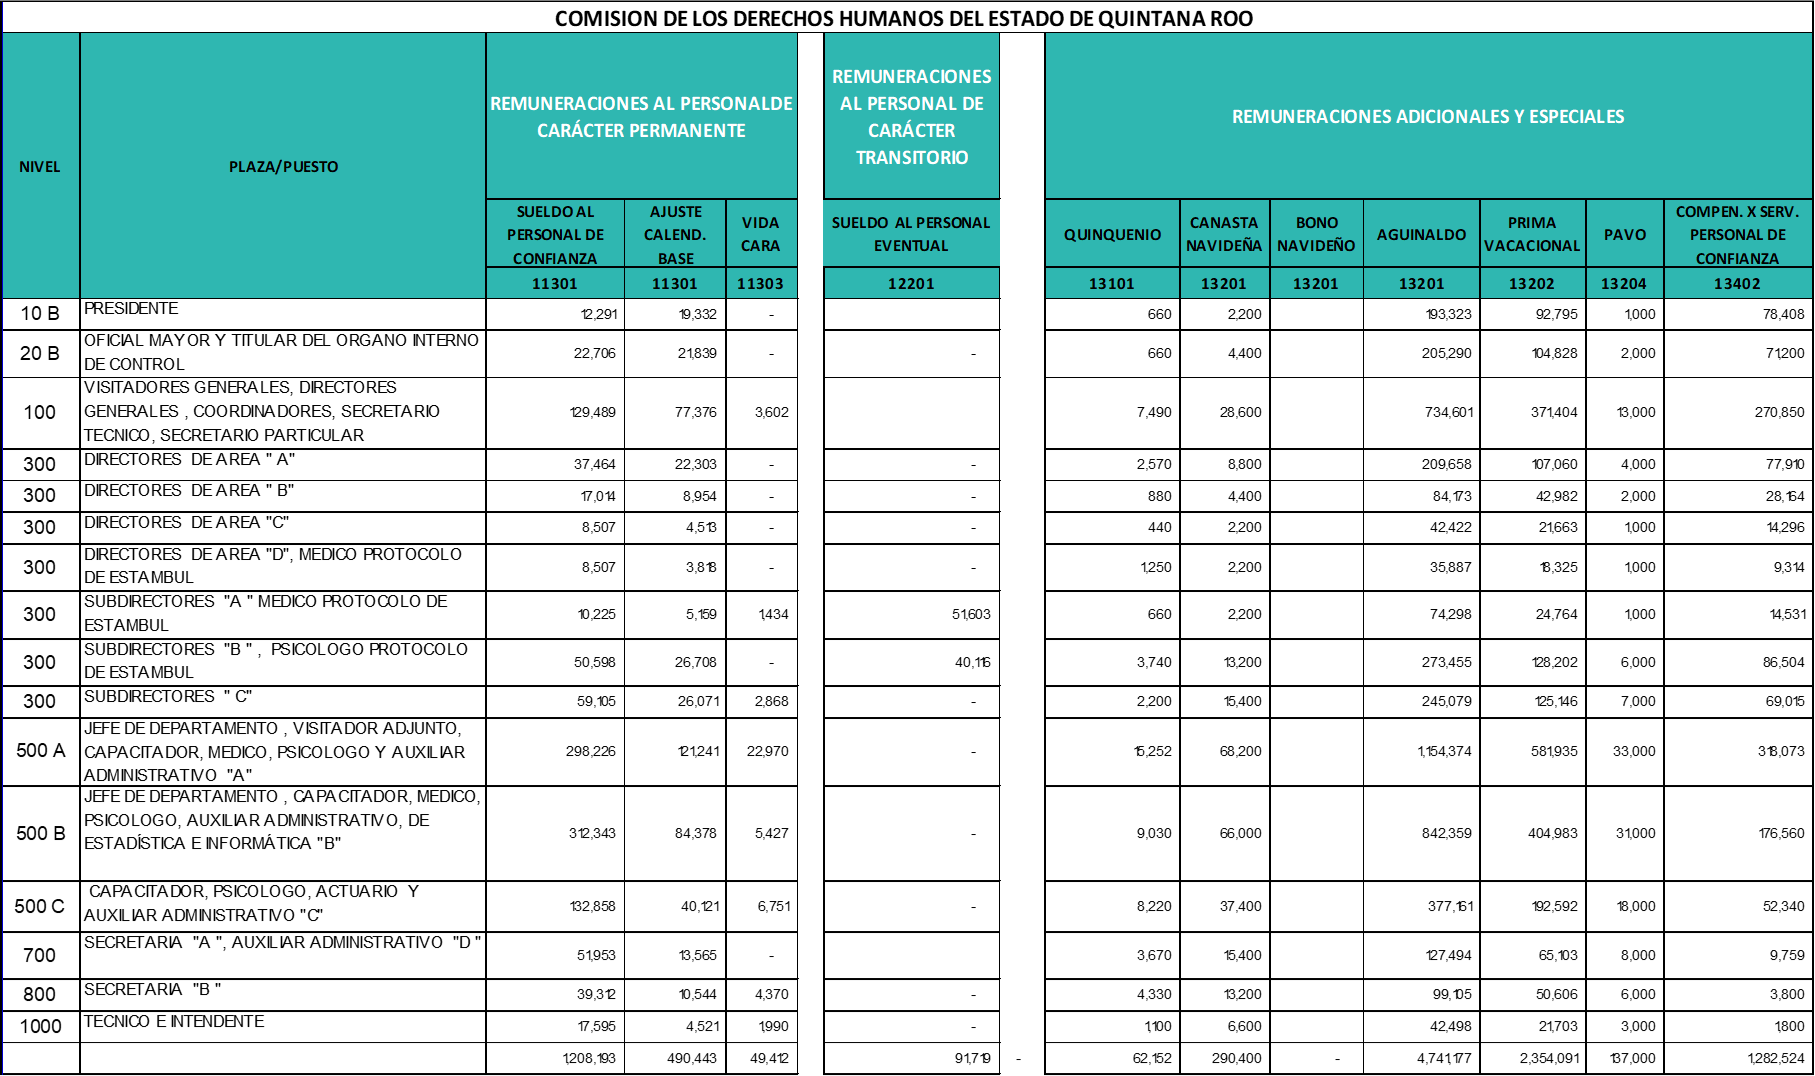 COMISION DE LOS DERECHOS HUMANOS DEL ESTADO DE QUINTANA ROO
NIVEL
PLAZA/PUESTO
REMUNERACIONES AL PERSONALDE
CARÁCTER PERMANENTE
REMUNERACIONES
AL PERSONAL DE
CARÁCTER
TRANSITORIO
REMUNERACIONES ADICIONALES Y ESPECIALES
SUELDO AL
PERSONAL DE
CONFIANZA
AJUSTE
CALEND.
BASE
VIDA
CARA
SUELDO AL PERSONAL
EVENTUAL
QUINQUENIO
CANASTA
NAVIDEÑA
BONO
NAVIDEÑO
AGUINALDO
PRIMA
VACACIONAL
PAVO
COMPEN. X SERV.
PERSONAL DE
CONFIANZA
11301 11301 11303 12201 13101 13201 13201 13201 13202 13204 13402
10 B PRESIDENTE 12,291 19,332 - 660 2,200 193,323 92,795 1,000 78,408
20 B OFICIAL MAYOR Y TITULAR DEL ORGANO INTERNO
DE CONTROL 22,706 21,839 - - 660 4,400 205,290 104,828 2,000 71,200
100 VISITADORES GENERALES, DIRECTORES
GENERALES , COORDINADORES, SECRETARIO
TECNICO, SECRETARIO PARTICULAR 129,489 77,376 3,602 7,490 28,600 734,601 371,404 13,000 270,850
300 DIRECTORES DE AREA " A" 37,464 22,303 - - 2,570 8,800 209,658 107,060 4,000 77,910
300 DIRECTORES DE AREA " B" 17,014 8,954 - - 880 4,400 84,173 42,982 2,000 28,164
300 DIRECTORES DE AREA "C" 8,507 4,513 - - 440 2,200 42,422 21,663 1,000 14,296
300 DIRECTORES DE AREA "D", MEDICO PROTOCOLO
DE ESTAMBUL 8,507 3,818 - - 1,250 2,200 35,887 18,325 1,000 9,314
300 SUBDIRECTORES "A " MEDICO PROTOCOLO DE
ESTAMBUL 10,225 5,159 1,434 51,603 660 2,200 74,298 24,764 1,000 14,531
300 SUBDIRECTORES "B " , PSICOLOGO PROTOCOLO
DE ESTAMBUL 50,598 26,708 - 40,116 3,740 13,200 273,455 128,202 6,000 86,504
300 SUBDIRECTORES " C" 59,105 26,071 2,868 - 2,200 15,400 245,079 125,146 7,000 69,015
500 A JEFE DE DEPARTAMENTO , VISITADOR ADJUNTO,
CAPACITADOR, MEDICO, PSICOLOGO Y AUXILIAR
ADMINISTRATIVO "A" 298,226 121,241 22,970 - 15,252 68,200 1,154,374 581,935 33,000 318,073
500 B JEFE DE DEPARTAMENTO , CAPACITADOR, MEDICO,
PSICOLOGO, AUXILIAR ADMINISTRATIVO, DE
ESTADÍSTICA E INFORMÁTICA "B" 312,343 84,378 5,427 - 9,030 66,000 842,359 404,983 31,000 176,560
500 C CAPACITADOR, PSICOLOGO, ACTUARIO Y
AUXILIAR ADMINISTRATIVO "C" 132,858 40,121 6,751 - 8,220 37,400 377,161 192,592 18,000 52,340
700 SECRETARIA "A ", AUXILIAR ADMINISTRATIVO "D " 51,953 13,565 - 3,670 15,400 127,494 65,103 8,000 9,759
800 SECRETARIA "B " 39,312 10,544 4,370 - 4,330 13,200 99,105 50,606 6,000 3,800
1000 TECNICO E INTENDENTE 17,595 4,521 1,990 - 1,100 6,600 42,498 21,703 3,000 1,800
1,208,193 490,443 49,412 91,719 - 62,152 290,400 - 4,741,177 2,354,091 137,000 1,282,524